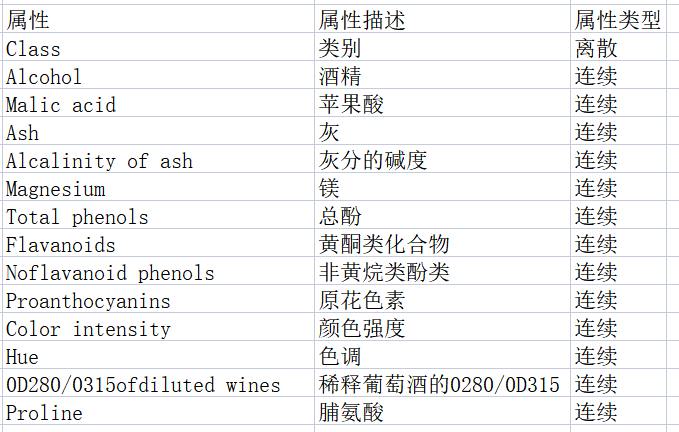 属性 属性描述 属性类型
Class 类别 离散
Alcohol 酒精 连续
Malic acid 苹果酸 连续
Ash 灰 连续
Alcalinity of ash 灰分的碱度 连续
Magnesium 镁 连续
Total phenols 总酚 连续
Flavanoids 黄酮类化合物 连续
Noflavanoid phenols 非黄烷类酚类 连续
Proanthocyanins 原花色素 连续
Color intensity 颜色强度 连续
Hue 色调 连续
OD280/O315ofdiluted wines 稀释葡萄酒的O280/OD315 连续
Proline 脯氨酸 连续